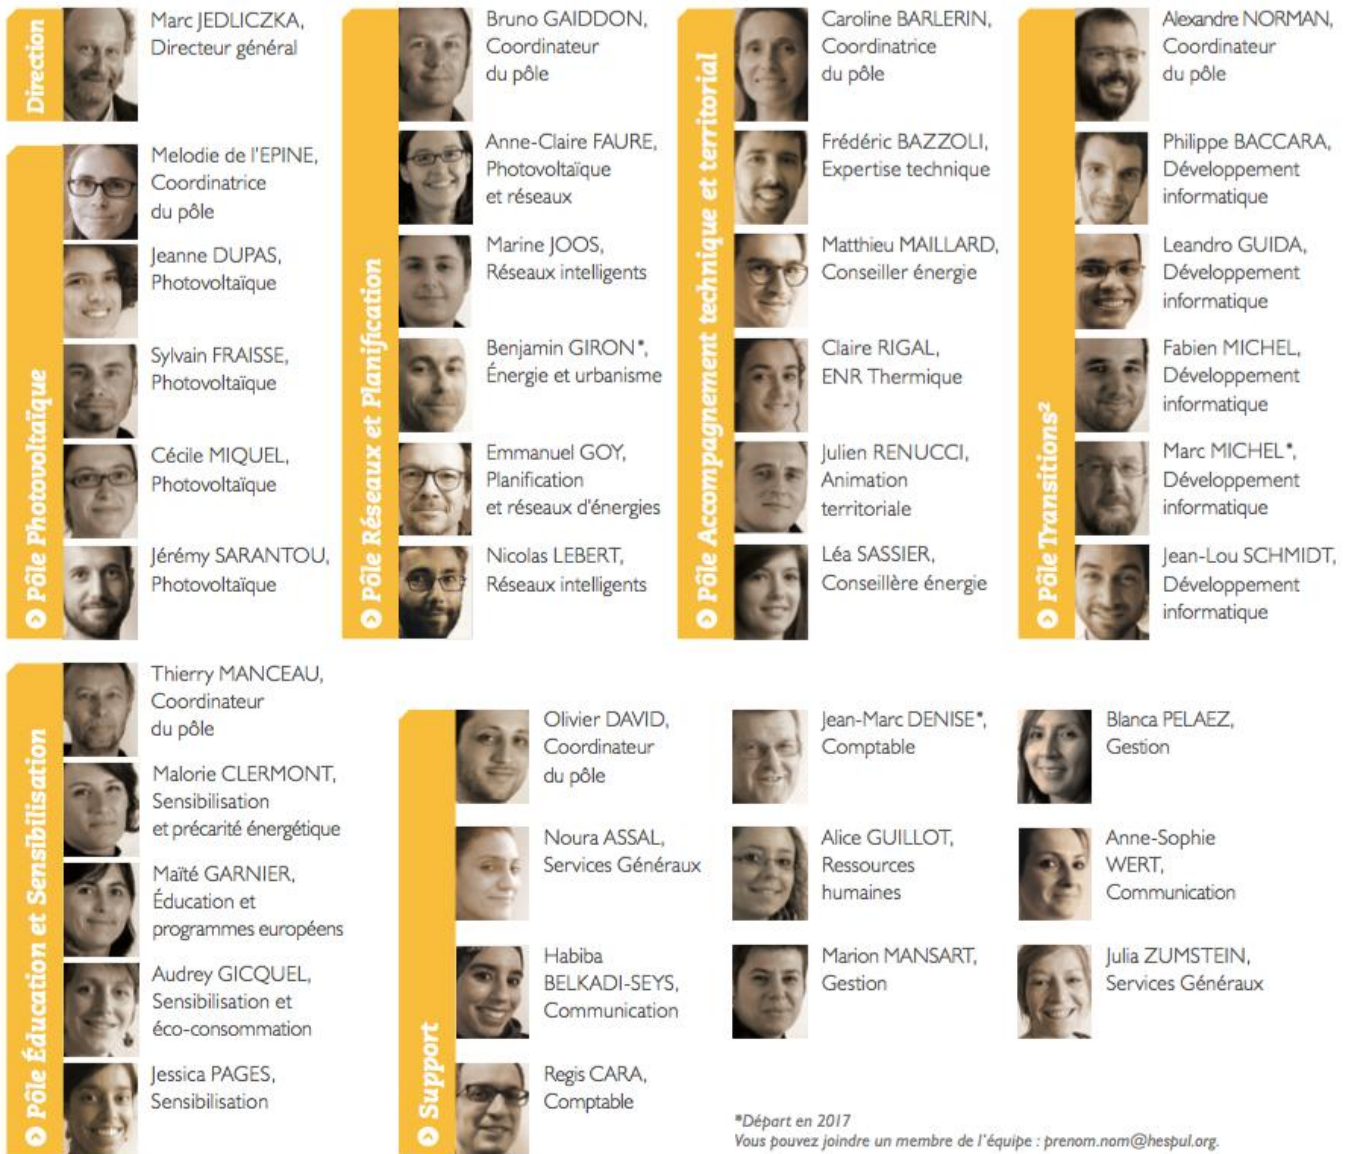 Direction
Marc JEDLICZKA,
Directeur général
Pôle Photovoltaïque
Melodie de l'EPINE,
Coordinatrice
du pôle
Jeanne DUPAS,
Photovoltaïque
Sylvain FRAISSE,
Photovoltaïque
Cécile MIQUEL,
Photovoltaïque
Jérémy SARANTOU,
Photovoltaïque
Pôle Réseaux et Planification
Bruno GAIDDON,
Coordinateur
du pôle
Anne-Claire FAURE,
Photovoltaïque
et réseaux
Marine JOOS,
Réseaux intelligents
Benjamin GIRON*,
Énergie et urbanisme
Emmanuel GOY,
Planification
et réseaux d'énergies
Nicolas LEBERT,
Réseaux intelligents
Pôle Accompagnement technique et territorial
Caroline BARLERIN,
Coordinatrice
du pôle
Frédéric BAZZOLI,
Expertise technique
Matthieu MAILLARD,
Conseiller énergie
Claire RIGAL,
ENR Thermique
Julien RENUCCI,
Animation
territoriale
Léa SASSIER,
Conseillère énergie
Pôle Transitions²
Alexandre NORMAN,
Coordinateur
du pôle
Philippe BACCARA,
Développement
informatique
Leandro GUIDA,
Développement
informatique
Fabien MICHEL,
Développement
informatique
Marc MICHEL*,
Développement
informatique
Jean-Lou SCHMIDT,
Développement
informatique
Pôle Éducation et Sensibilisation
Thierry MANCEAU,
Coordinateur
du pôle
Malorie CLERMONT,
Sensibilisation
et précarité énergétique
Maïté GARNIER,
Éducation et
programmes européens
Audrey GICQUEL,
Sensibilisation et
éco-consommation
Jessica PAGES,
Sensibilisation
Support
Olivier DAVID,
Coordinateur
du pôle
Noura ASSAL,
Services Généraux
Habiba
BELKADI-SEYS,
Communication
Regis CARA,
Comptable
Jean-Marc DENISE*,
Comptable
Alice GUILLOT,
Ressources
humaines
Marion MANSART,
Gestion
Blanca PELAEZ,
Gestion
Anne-Sophie
WERT,
Communication
Julia ZUMSTEIN,
Services Généraux
*Départ en 2017
Vous pouvez joindre un membre de l'équipe : prenom.nom@hespul.org.